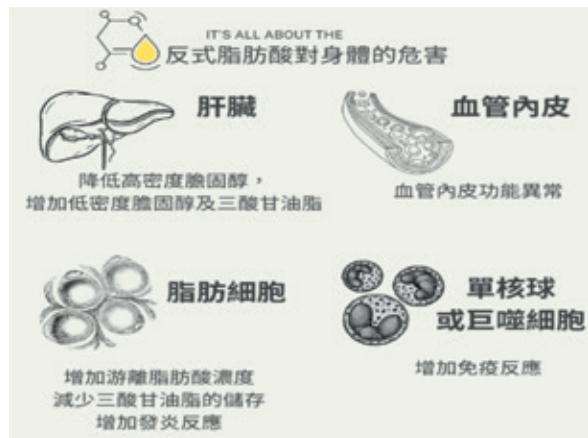 IT'S ALL ABOUT THE
反式脂肪酸對身體的危害
肝臟
降低高密度膽固醇，
增加低密度膽固醇及三酸甘油脂
血管內皮
血管內皮功能異常
脂肪細胞
增加游離脂肪酸濃度
減少三酸甘油脂的儲存
增加發炎反應
單核球
或巨噬細胞
增加免疫反應